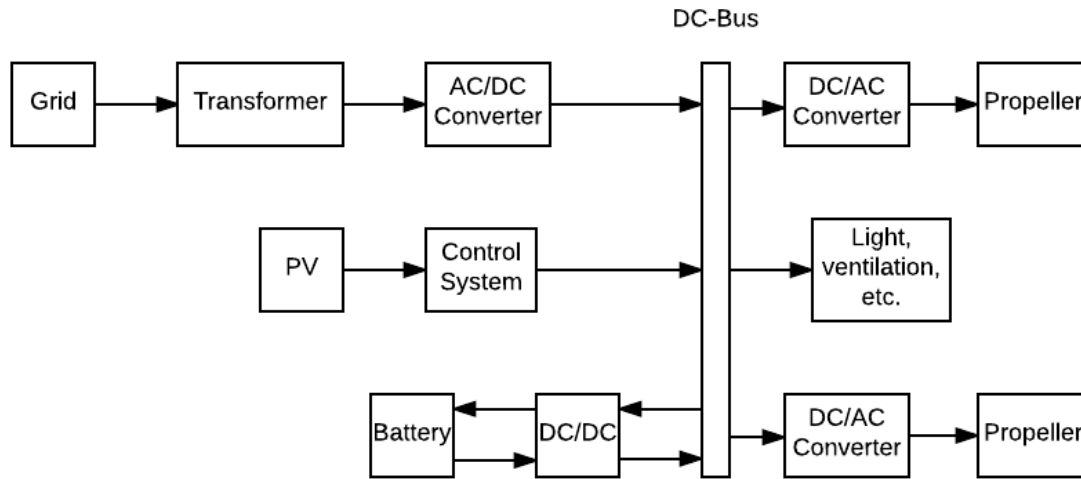 DC-Bus
Grid
Transformer
AC/DC
Converter
DC/AC
Converter
Propeller
PV
Control
System
Light,
ventilation,
etc.
Battery
DC/DC
DC/AC
Converter
Propeller